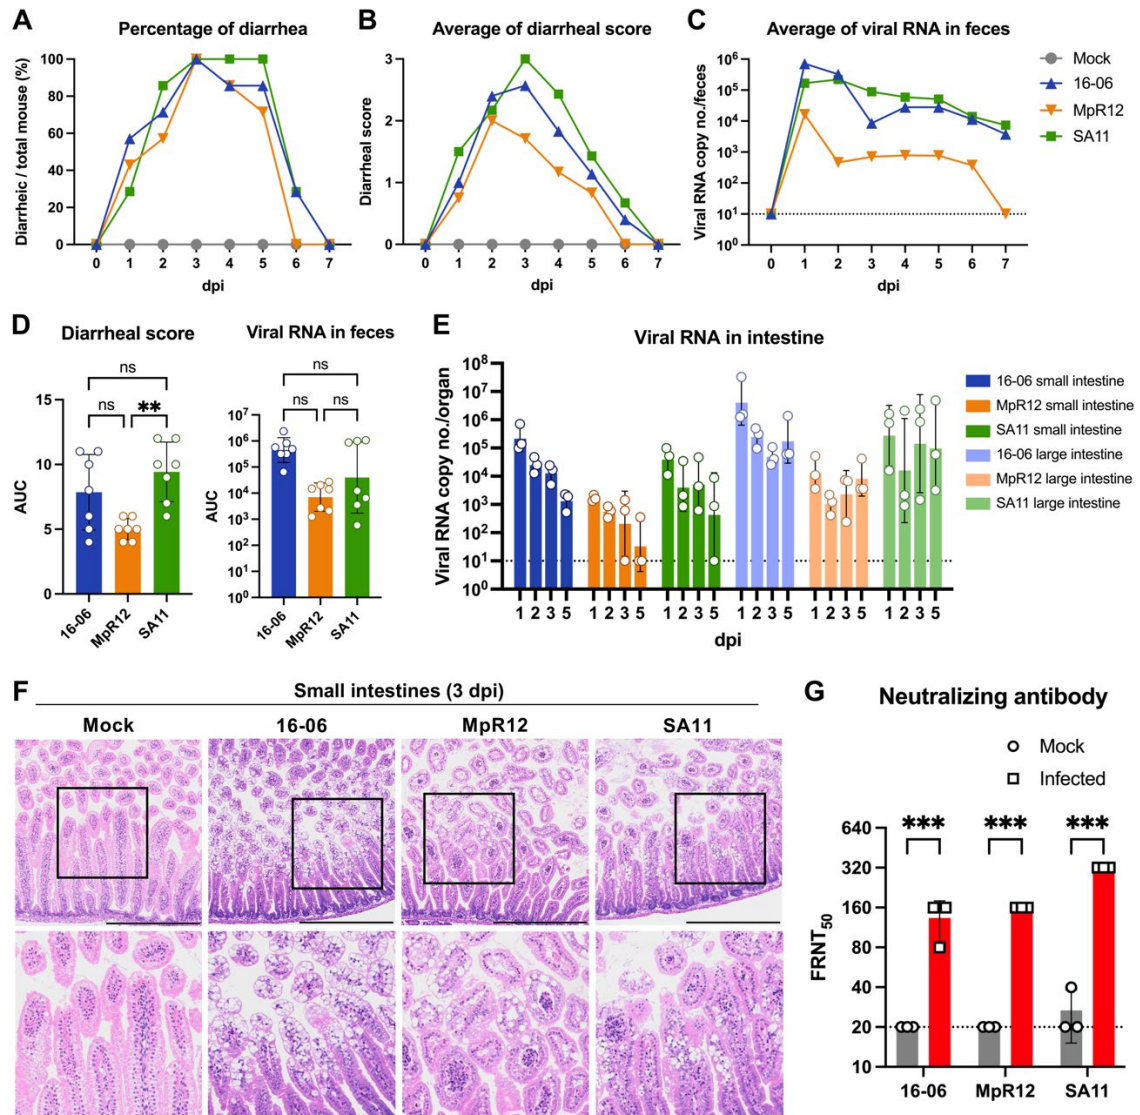 A
Percentage of diarrhea
Diarrheic / total mouse (%)
100
80
60
40
20
0
0 1 2 3 4 5 6 7
dpi
B
Average of diarrheal score
Diarrheal score
3
2
1
0
0 1 2 3 4 5 6 7
dpi
C
Average of viral RNA in feces
Viral RNA copy no./feces
10⁶
10⁵
10⁴
10³
10²
10¹
10⁰
0 1 2 3 4 5 6 7
dpi
Mock
16-06
MpR12
SA11
D
Diarrheal score
ns
ns
**
AUC
15
10
5
0
16-06 MpR12 SA11
Viral RNA in feces
ns
ns ns
AUC
10⁷
10⁶
10⁵
10⁴
10³
10²
10¹
10⁰
16-06 MpR12 SA11
E
Viral RNA in intestine
Viral RNA copy no./organ
10⁸
10⁷
10⁶
10⁵
10⁴
10³
10²
10¹
10⁰
1 2 3 5 1 2 3 5 1 2 3 5 1 2 3 5 1 2 3 5 1 2 3 5
dpi
16-06 small intestine
MpR12 small intestine
SA11 small intestine
16-06 large intestine
MpR12 large intestine
SA11 large intestine
F
Small intestines (3 dpi)
Mock 16-06 MpR12 SA11
G
Neutralizing antibody
Mock
Infected
*** *** ***
FRNT₅₀
640
320
160
80
40
20
10
16-06 MpR12 SA11